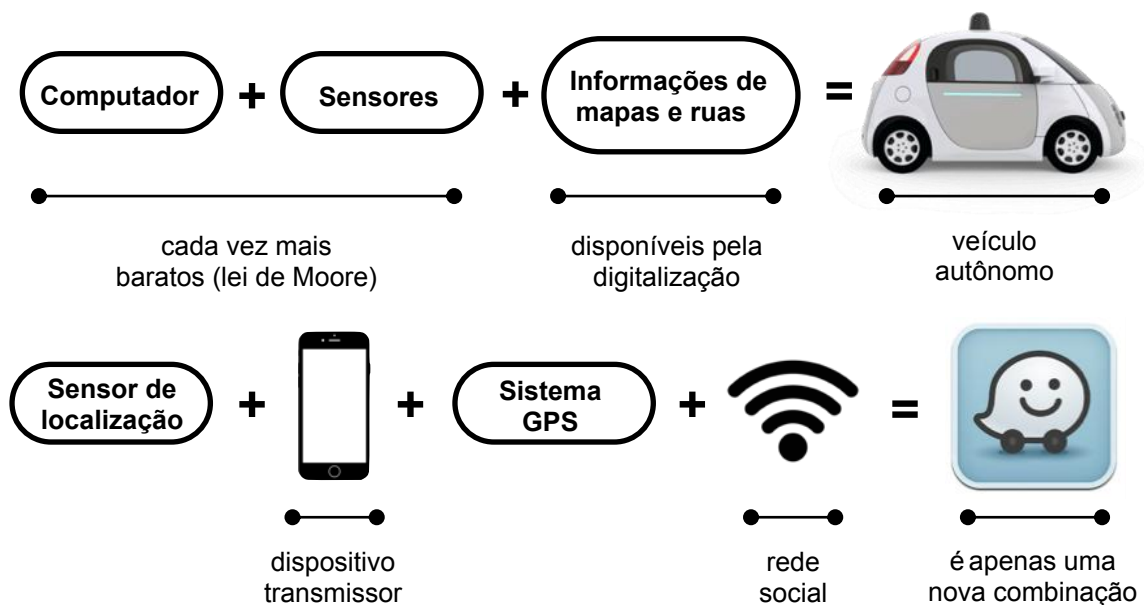 Computador + Sensores + Informações de
mapas e ruas =
cada vez mais
baratos (lei de Moore)
disponíveis pela
digitalização
veículo
autônomo
Sensor de
localização + + Sistema
GPS + =
dispositivo
transmissor
rede
social
é apenas uma
nova combinação